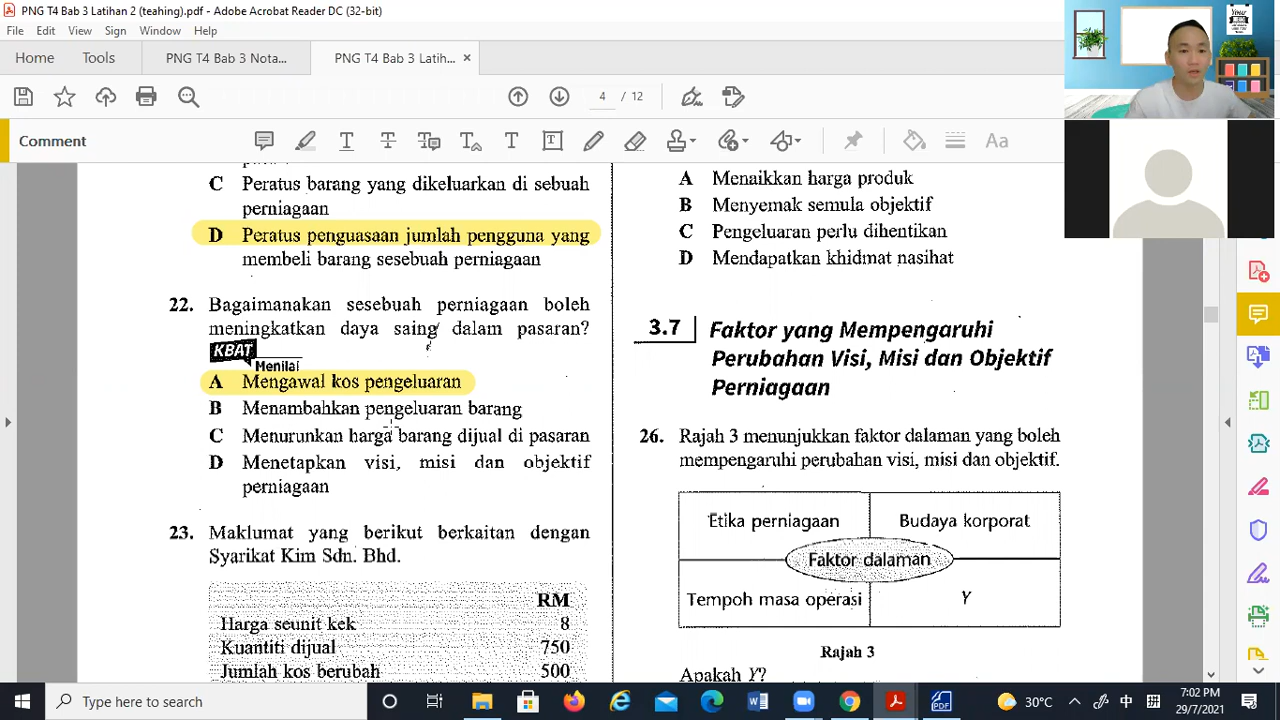 PNG T4 Bab 3 Latihan 2 (teahing).pdf - Adobe Acrobat Reader DC (32-bit)
File Edit View Sign Window Help
Home Tools PNG T4 Bab 3 Nota... PNG T4 Bab 3 Latih... ×
4 / 12
Comment
C Peratus barang yang dikeluarkan di sebuah
perniagaan
D Peratus penguasaan jumlah pengguna yang
membeli barang sesebuah perniagaan
22. Bagaimanakan sesebuah perniagaan boleh
meningkatkan daya saing dalam pasaran?
KBAT Menilai
A Mengawal kos pengeluaran
B Menambahkan pengeluaran barang
C Menurunkan harga barang dijual di pasaran
D Menetapkan visi, misi dan objektif
perniagaan
23. Maklumat yang berikut berkaitan dengan
Syarikat Kim Sdn. Bhd.
RM
Harga seunit kek 8
Kuantiti dijual 750
Jumlah kos berubah 500
A Menaikkan harga produk
B Menyemak semula objektif
C Pengeluaran perlu dihentikan
D Mendapatkan khidmat nasihat
3.7 Faktor yang Mempengaruhi
Perubahan Visi, Misi dan Objektif
Perniagaan
26. Rajah 3 menunjukkan faktor dalaman yang boleh
mempengaruhi perubahan visi, misi dan objektif.
Etika perniagaan Budaya korporat
Faktor dalaman
Tempoh masa operasi Y
Rajah 3
Apakah Y?
Type here to search
30°C
中
拼
7:02 PM
29/7/2021